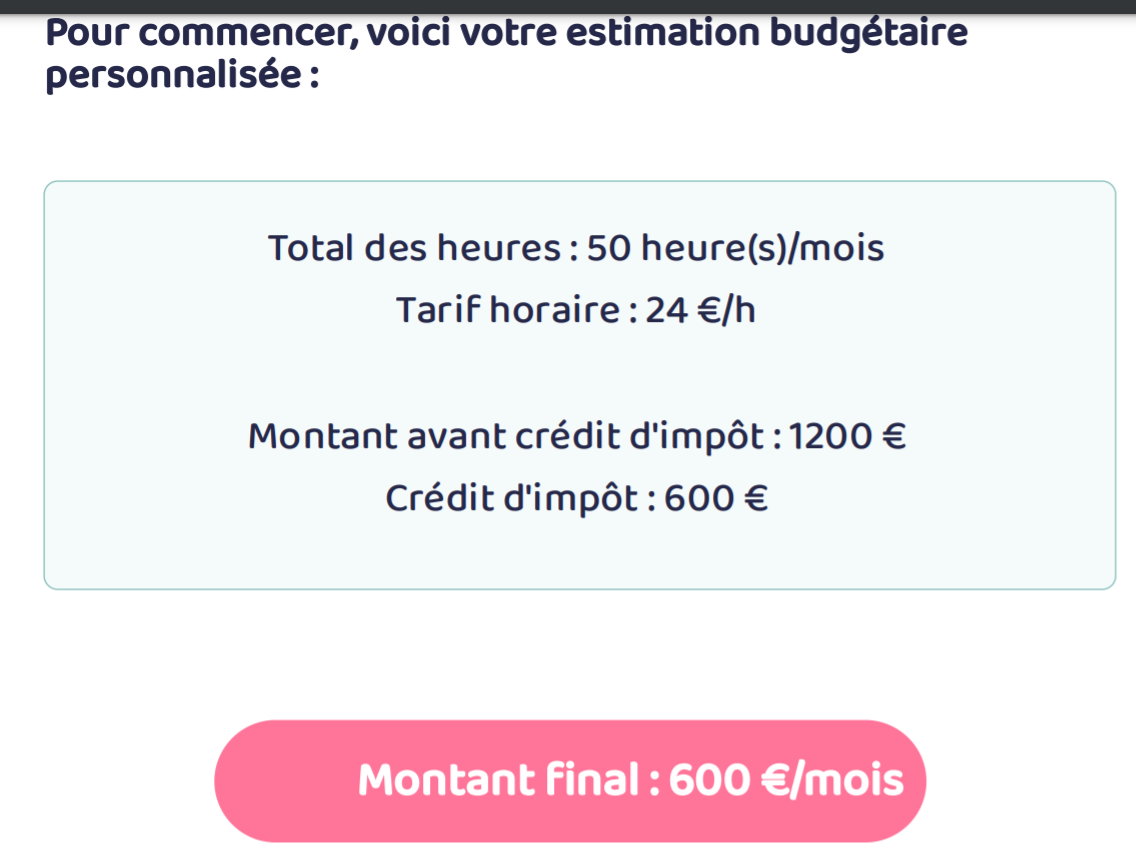 Pour commencer, voici votre estimation budgétaire
personnalisée :
Total des heures : 50 heure(s)/mois
Tarif horaire : 24 €/h
Montant avant crédit d'impôt : 1200 €
Crédit d'impôt : 600 €
Montant final : 600 €/mois